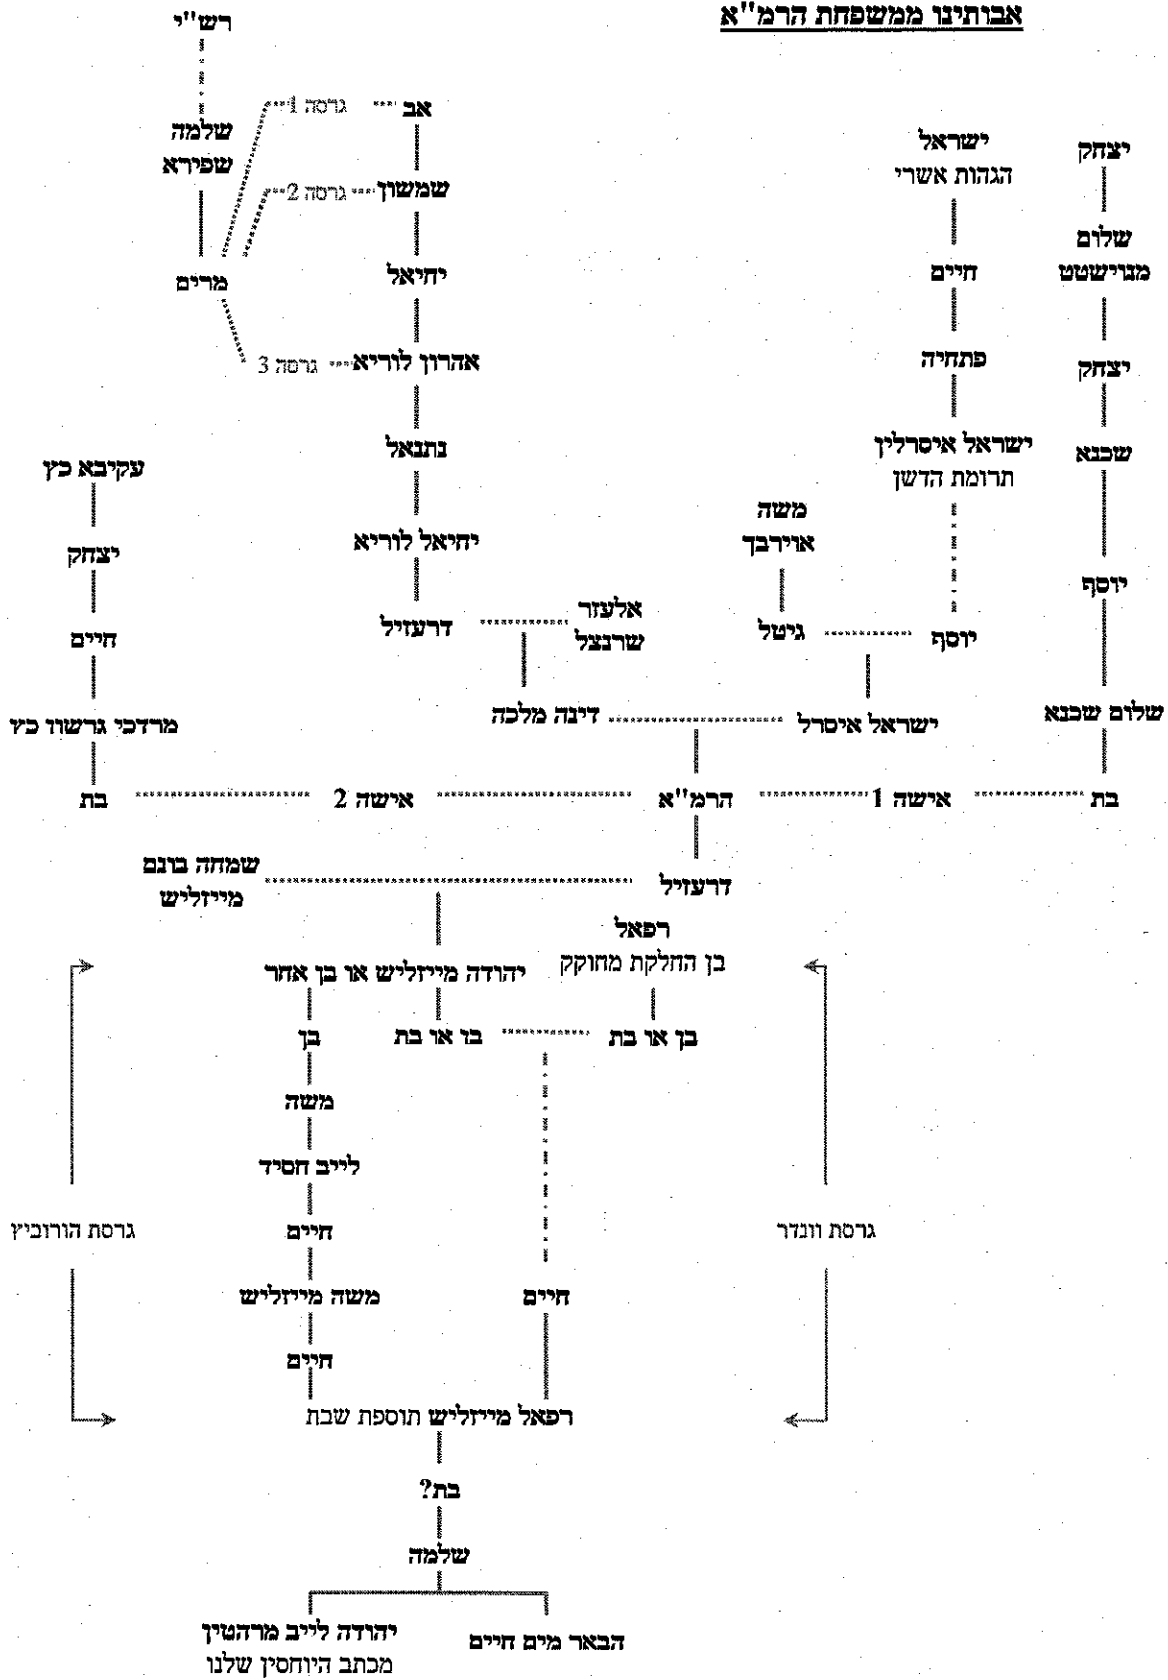 אבותינו ממשפחת הרמ"א
רש"י
גרסה 1
אב
שלמה
שפירא
ישראל
הגהות אשרי
יצחק
גרסה 2
שמשון
שלום
מנוישטט
מרים
יחיאל
חיים
גרסה 3
אהרון לוריא
פתחיה
יצחק
נתנאל
ישראל איסרלין
תרומת הדשן
שכנא
עקיבא כץ
משה
אוירבך
יצחק
יחיאל לוריא
יוסף
אלעזר
שרנצל
דרעזיל
גיטל
יוסף
חיים
מרדכי גרשון כץ
דינה מלכה
ישראל איסרל
שלום שכנא
בת
אישה 1
הרמ"א
אישה 2
בת
דרעזיל
שמחה בונם
מייזליש
רפאל
בן החלקת מחוקק
יהודה מייזליש או בן אחר
בן או בת
בן או בת
בן
משה
לייב חסיד
גרסת וונדר
חיים
גרסת הורוביץ
חיים
משה מייזליש
חיים
רפאל מייזליש תוספת שבת
בת?
שלמה
הבאר מים חיים
יהודה לייב מרהטין
מכתב היוחסין שלנו